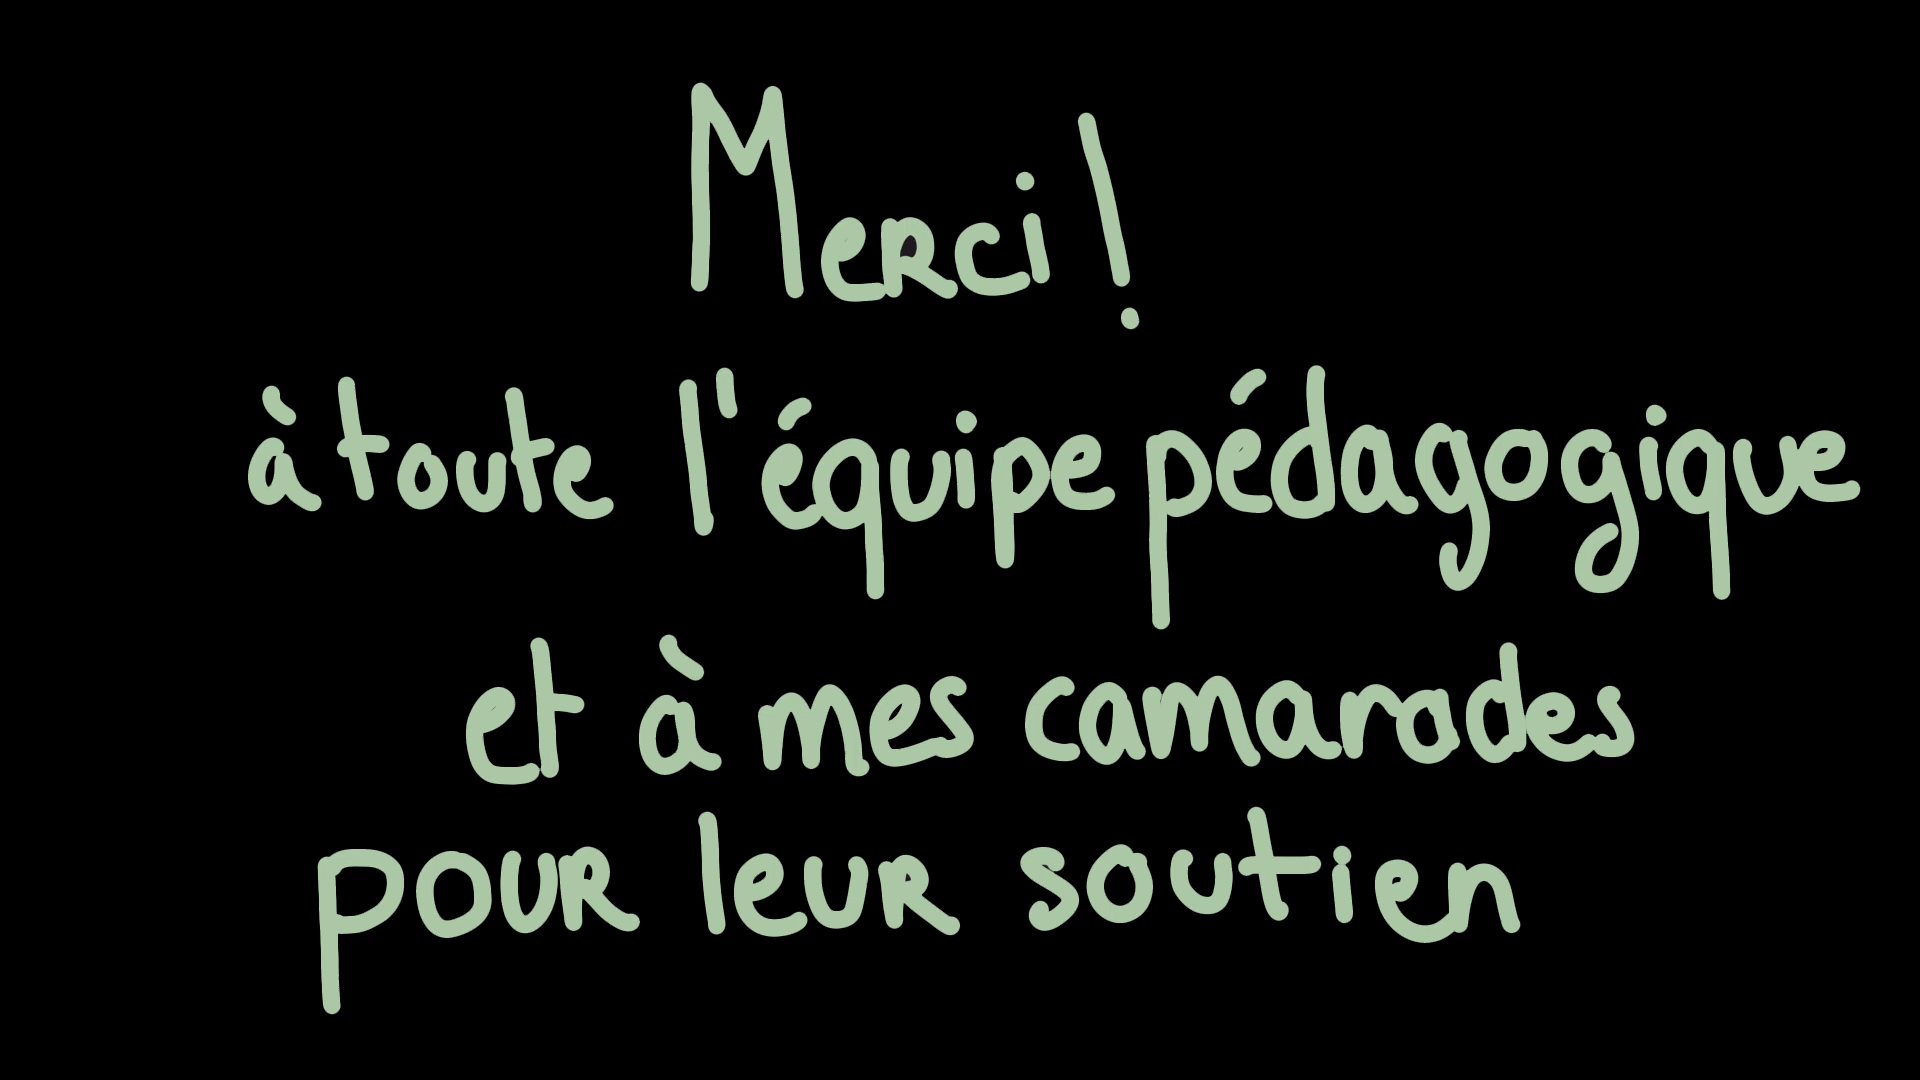 Merci !
à toute l'équipe pédagogique
et à mes camarades
pour leur soutien